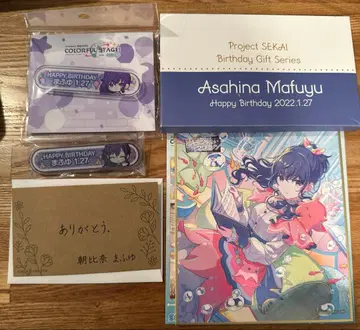 COLORFUL STAGE!
HAPPY BIRTHDAY
まふゆ 1.27
HAPPY BIRTHDAY
まふゆ 1.27
Project SEKAI
Birthday Gift Series
Asahina Mafuyu
Happy Birthday 2022.1.27
ありがとう。
朝比奈 まふゆ